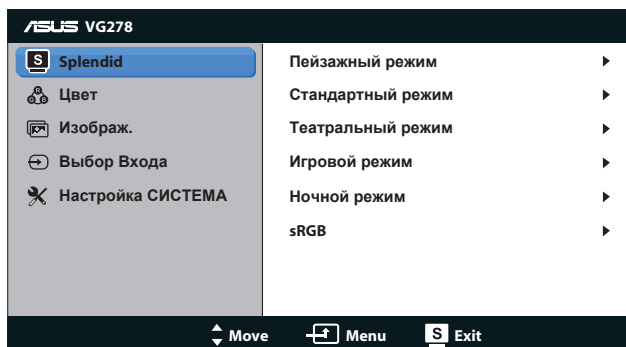 ASUS VG278
S Splendid
Цвет
Изображ.
Выбор Входа
Настройка СИСТЕМА
Пейзажный режим
Стандартный режим
Театральный режим
Игровой режим
Ночной режим
sRGB
Move Menu S Exit